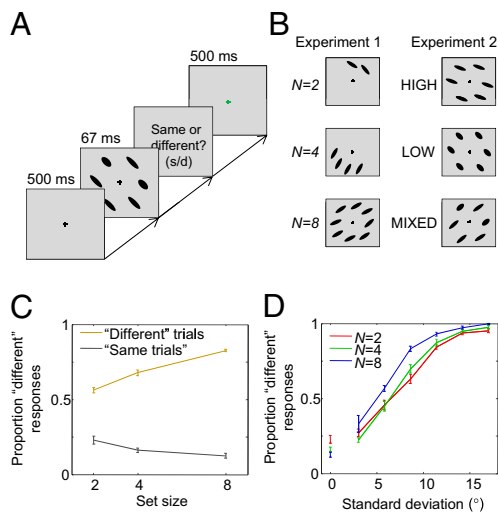 A
500 ms
67 ms
Same or
different?
(s/d)
500 ms
B
Experiment 1
Experiment 2
N=2
HIGH
N=4
LOW
N=8
MIXED
C
Proportion “different”
responses
1
0.5
0
“Different” trials
“Same trials”
2
4
8
Set size
D
Proportion “different”
responses
1
0.5
0
N=2
N=4
N=8
0
5
10
15
Standard deviation (°)